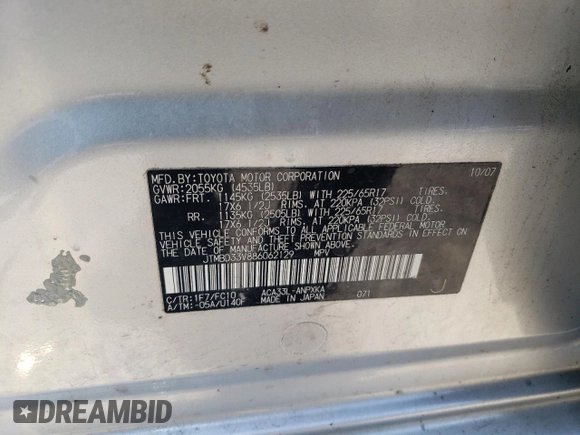 MFD.BY:TOYOTA MOTOR CORPORATION 10/07
GVWR:2055KG (4535LB)
GAWR:FRT. 1145KG (2535LB) WITH 225/65R17 TIRES.
17X6 1/2J RIMS. AT 220KPA (32PSI) COLD.
RR. 1135KG (2505LB) WITH 225/65R17 TIRES.
17X6 1/2J RIMS. AT 220KPA (32PSI) COLD.
THIS VEHICLE CONFORMS TO ALL APPLICABLE FEDERAL MOTOR
VEHICLE SAFETY AND THEFT PREVENTION STANDARDS IN EFFECT ON
THE DATE OF MANUFACTURE SHOWN ABOVE.
JTMBD33V886062129 MPV
C/TR:1F7/FC10 ACA33L-ANPXKA 071 J
A/TM:-05A/U140F MADE IN JAPAN
DREAMBID